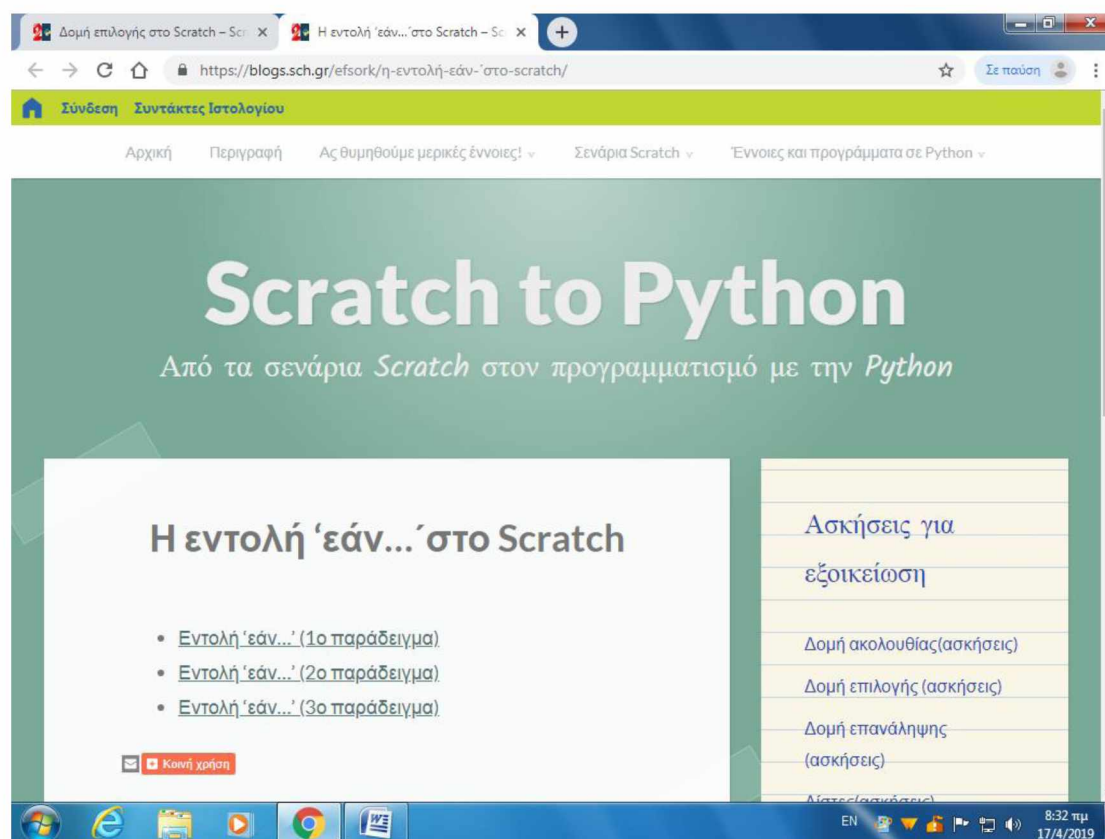 Δομή επιλογής στο Scratch – Scr
Η εντολή 'εάν…΄στο Scratch – Sc
https://blogs.sch.gr/efsork/η-εντολή-εάν-΄στο-scratch/
Σε παύση
Σύνδεση Συντάκτες Ιστολογίου
Αρχική Περιγραφή Ας θυμηθούμε μερικές έννοιες! Σενάρια Scratch Έννοιες και προγράμματα σε Python
Scratch to Python
Από τα σενάρια Scratch στον προγραμματισμό με την Python
Η εντολή ‘εάν…΄στο Scratch
• Εντολή ‘εάν…’ (1ο παράδειγμα)
• Εντολή ‘εάν…’ (2ο παράδειγμα)
• Εντολή ‘εάν…’ (3ο παράδειγμα)
Κοινή χρήση
Ασκήσεις για
εξοικείωση
Δομή ακολουθίας(ασκήσεις)
Δομή επιλογής (ασκήσεις)
Δομή επανάληψης
(ασκήσεις)
Λίστες(ασκήσεις)
EN
8:32 πμ
17/4/2019